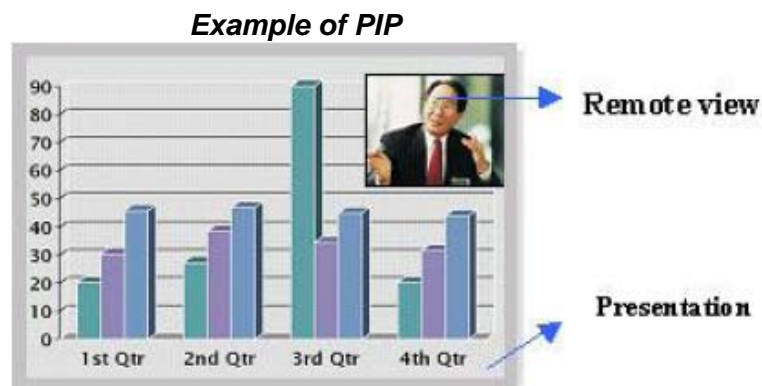 Example of PIP
90
80
70
60
50
40
30
20
10
0
1st Qtr 2nd Qtr 3rd Qtr 4th Qtr
Remote view
Presentation